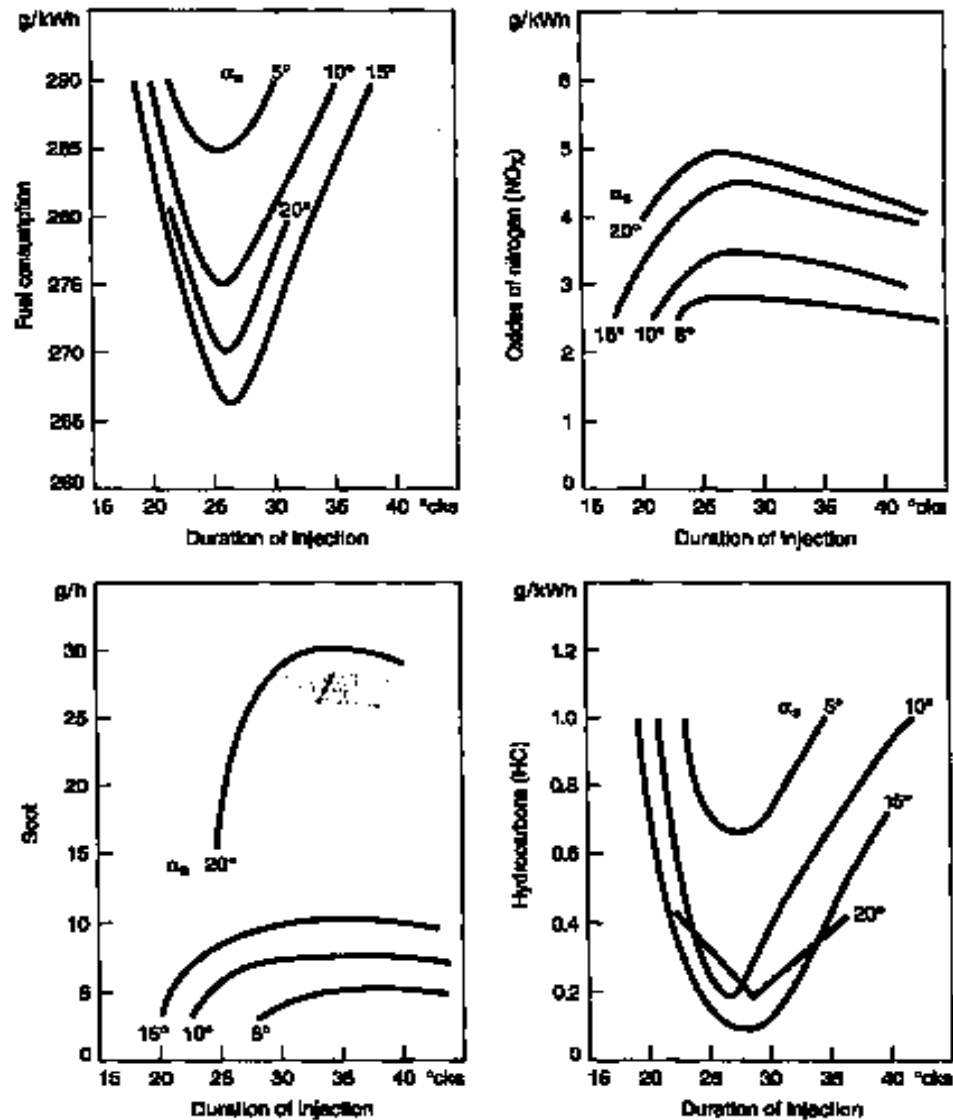 g/kWh
290
285
280
275
270
265
260
Fuel consumption
αs 5° 10° 15°
20°
15 20 25 30 35 40 °cks
Duration of Injection
g/kWh
6
5
4
3
2
1
0
Oxides of nitrogen (NOX)
αs
20°
15° 10° 5°
15 20 25 30 35 40 °cks
Duration of Injection
g/h
30
25
20
15
10
5
0
Soot
αs 20°
15° 10° 5°
15 20 25 30 35 40 °cks
Duration of Injection
g/kWh
1.2
1.0
0.8
0.6
0.4
0.2
0
Hydrocarbons (HC)
αs 5° 10°
15°
20°
15 20 25 30 35 40 °cks
Duration of Injection